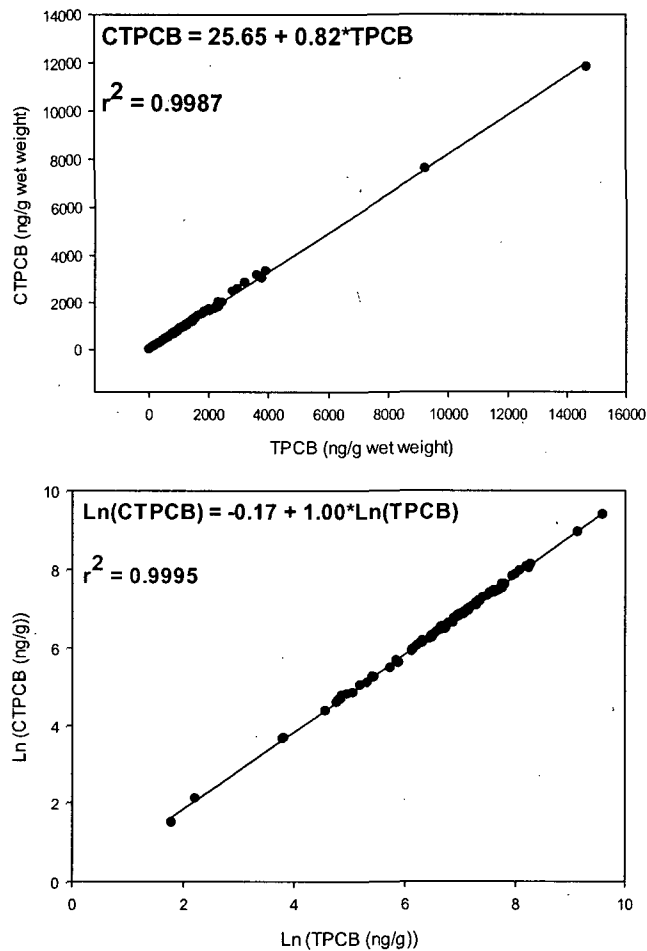 CTPCB = 25.65 + 0.82*TPCB
r² = 0.9987
CTPCB (ng/g wet weight)
14000
12000
10000
8000
6000
4000
2000
0
0 2000 4000 6000 8000 10000 12000 14000 16000
TPCB (ng/g wet weight)
Ln(CTPCB) = -0.17 + 1.00*Ln(TPCB)
r² = 0.9995
Ln (CTPCB (ng/g))
10
8
6
4
2
0
0 2 4 6 8 10
Ln (TPCB (ng/g))